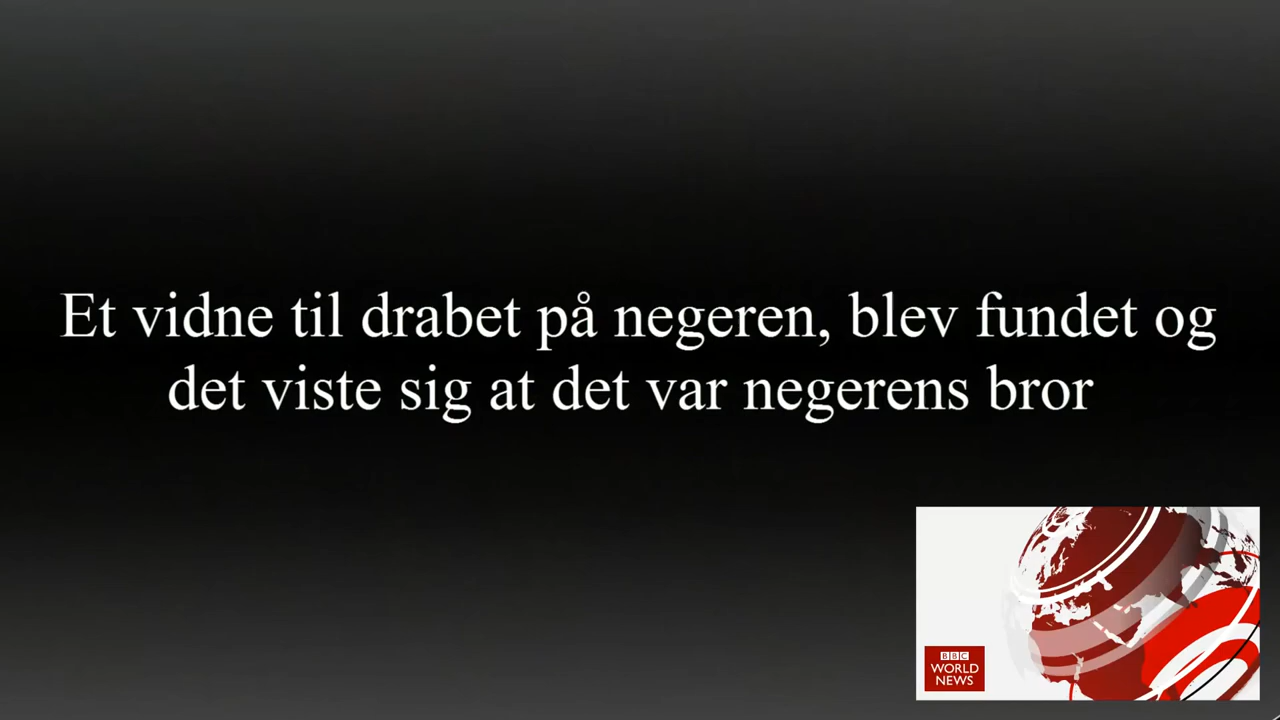 Et vidne til drabet på negeren, blev fundet og
det viste sig at det var negerens bror
BBC
WORLD
NEWS